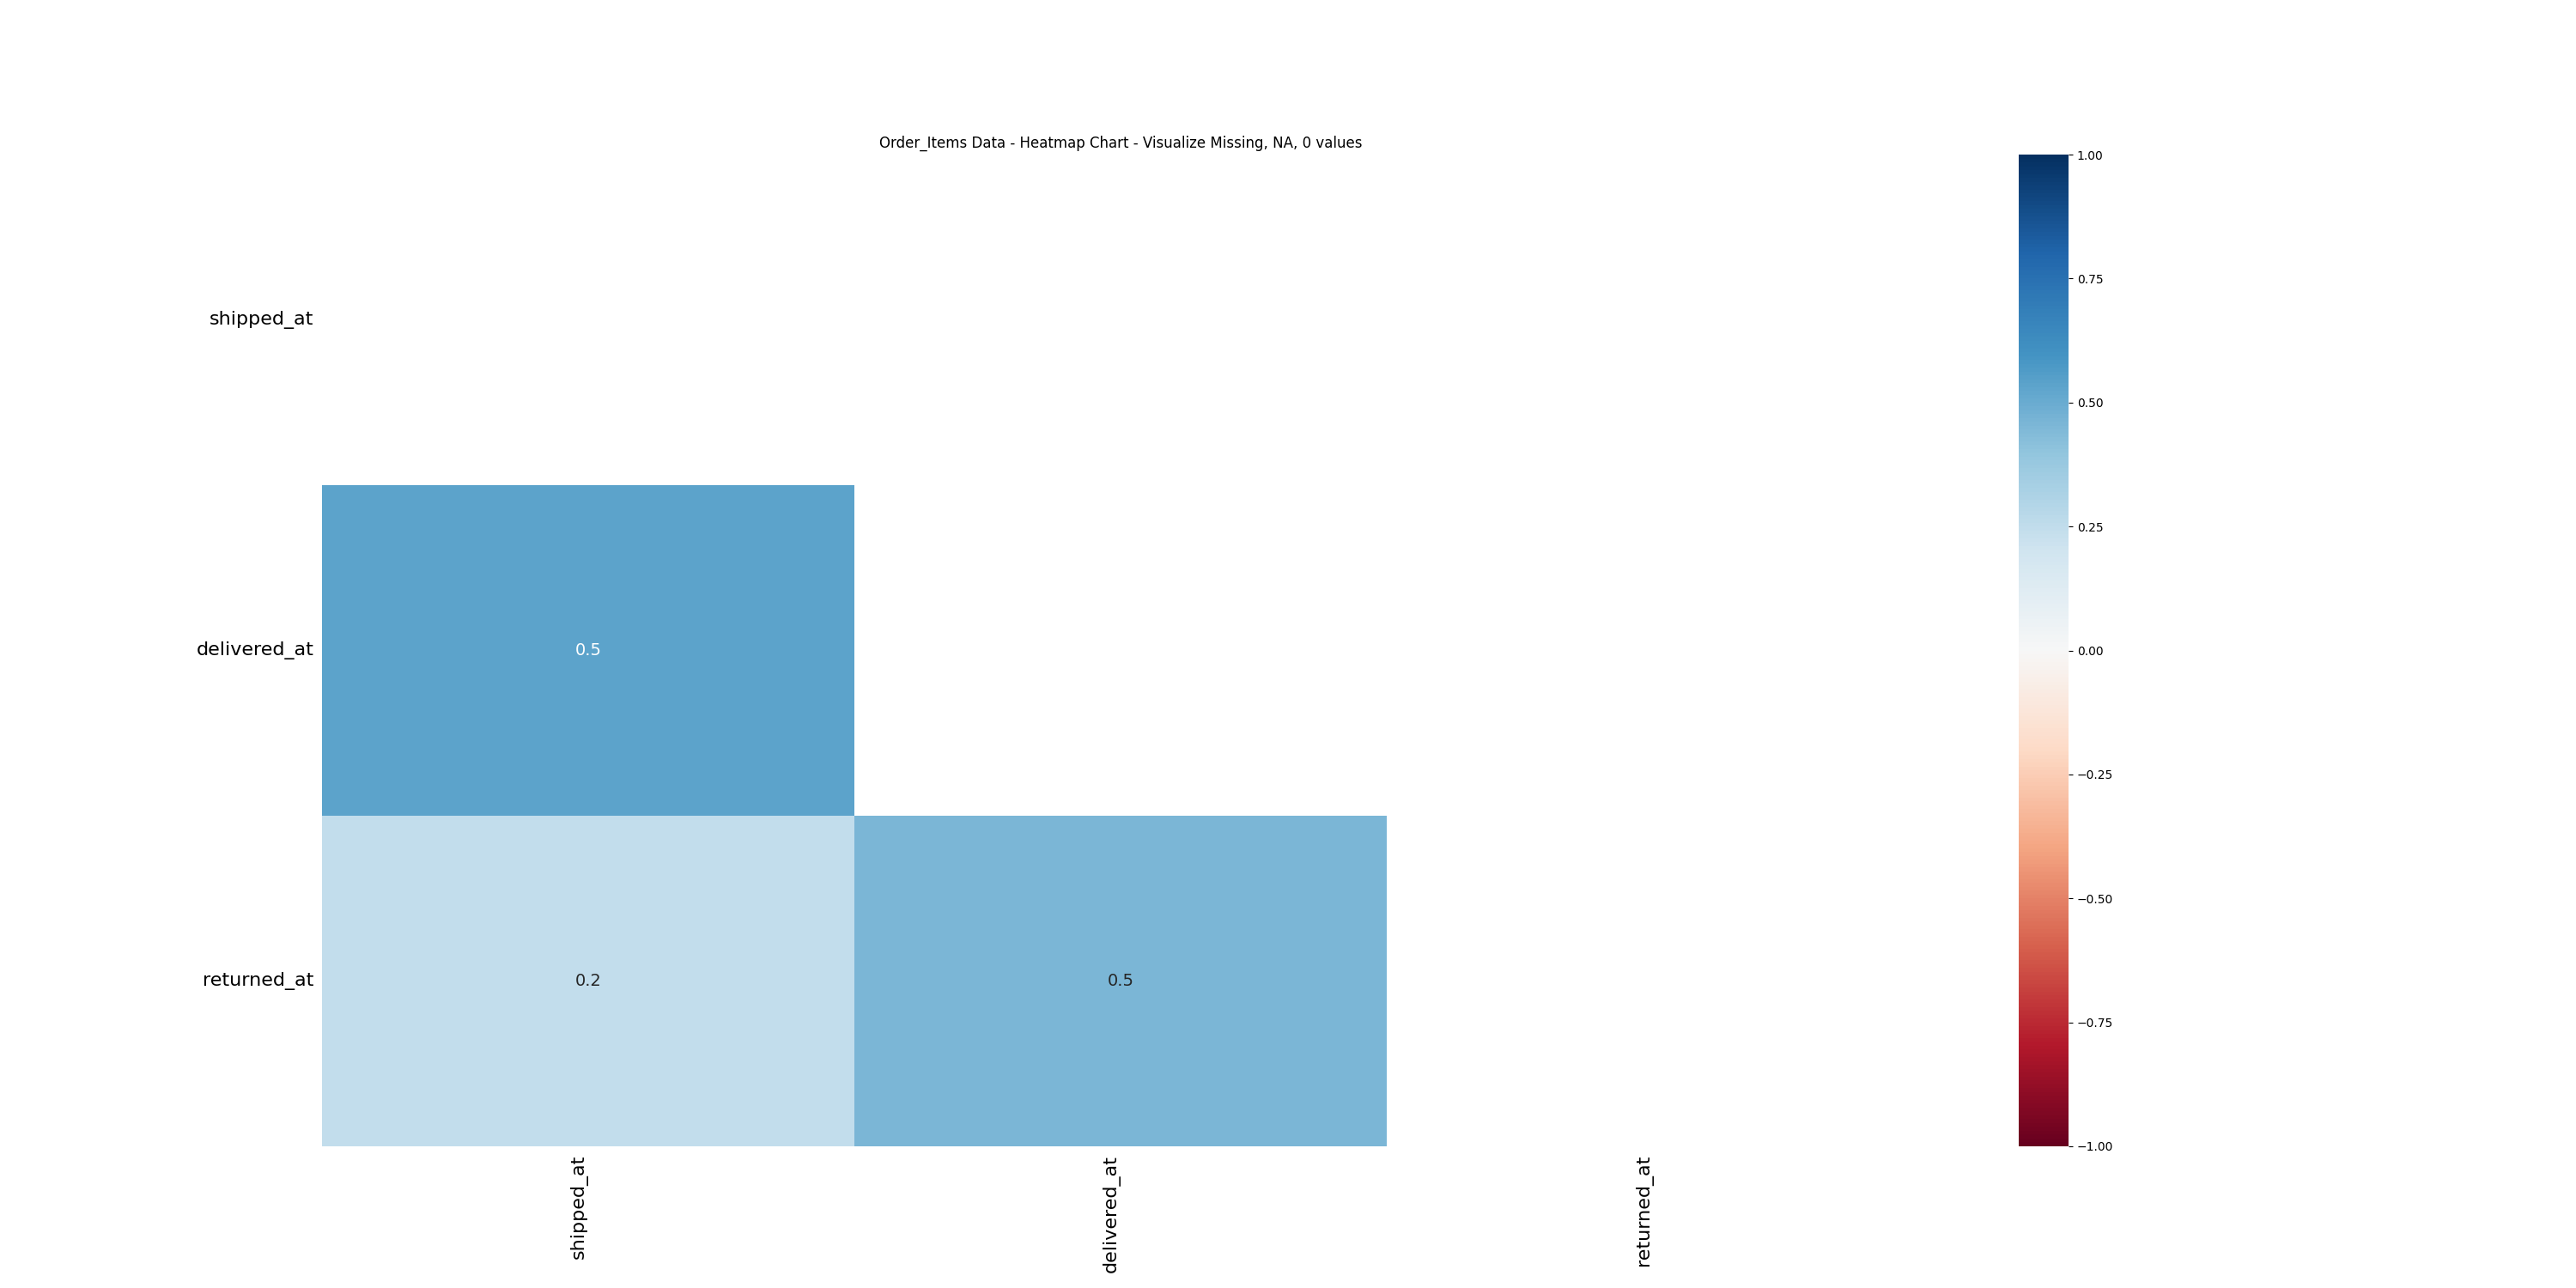 Order_Items Data - Heatmap Chart - Visualize Missing, NA, 0 values
shipped_at
delivered_at
returned_at
0.5
0.2
0.5
shipped_at
delivered_at
returned_at
1.00
0.75
0.50
0.25
0.00
−0.25
−0.50
−0.75
−1.00